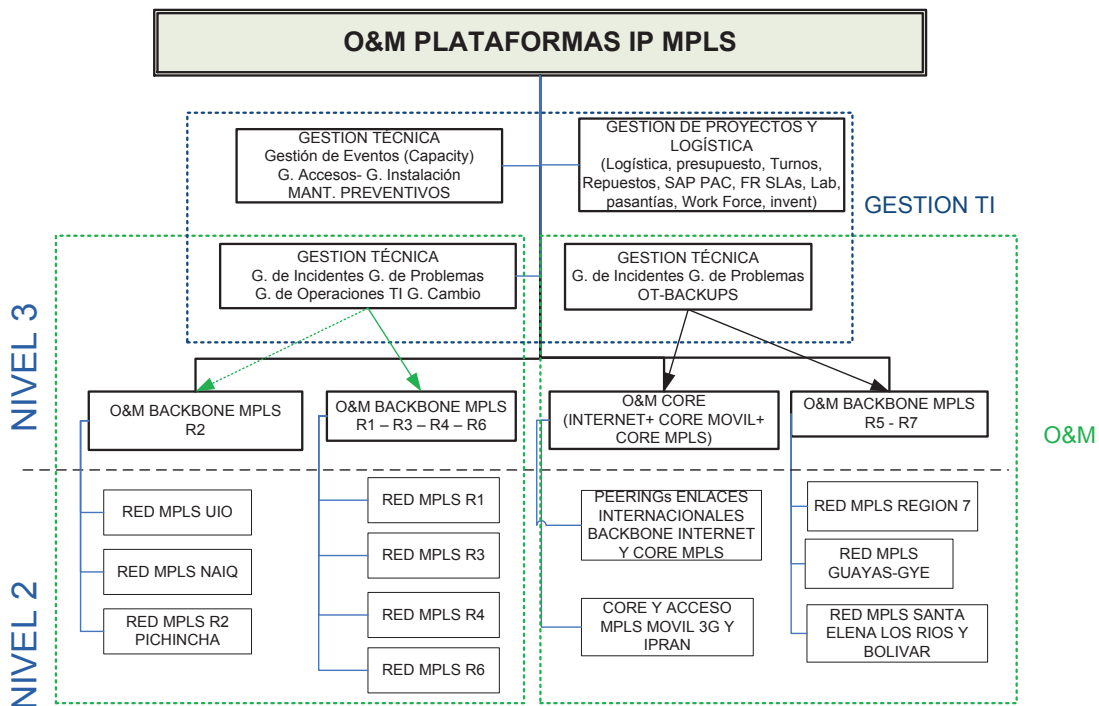 O&M PLATAFORMAS IP MPLS
GESTION TÉCNICA
Gestión de Eventos (Capacity)
G. Accesos- G. Instalación
MANT. PREVENTIVOS
GESTION DE PROYECTOS Y
LOGÍSTICA
(Logística, presupuesto, Turnos,
Repuestos, SAP PAC, FR SLAs, Lab,
pasantías, Work Force, invent)
GESTION TI
GESTION TÉCNICA
G. de Incidentes G. de Problemas
G. de Operaciones TI G. Cambio
GESTION TÉCNICA
G. de Incidentes G. de Problemas
OT-BACKUPS
NIVEL 3
O&M BACKBONE MPLS
R2
O&M BACKBONE MPLS
R1 – R3 – R4 – R6
O&M CORE
(INTERNET+ CORE MOVIL+
CORE MPLS)
O&M BACKBONE MPLS
R5 - R7
O&M
NIVEL 2
RED MPLS UIO
RED MPLS NAIQ
RED MPLS R2
PICHINCHA
RED MPLS R1
RED MPLS R3
RED MPLS R4
RED MPLS R6
PEERINGs ENLACES
INTERNACIONALES
BACKBONE INTERNET
Y CORE MPLS
CORE Y ACCESO
MPLS MOVIL 3G Y
IPRAN
RED MPLS REGION 7
RED MPLS
GUAYAS-GYE
RED MPLS SANTA
ELENA LOS RIOS Y
BOLIVAR